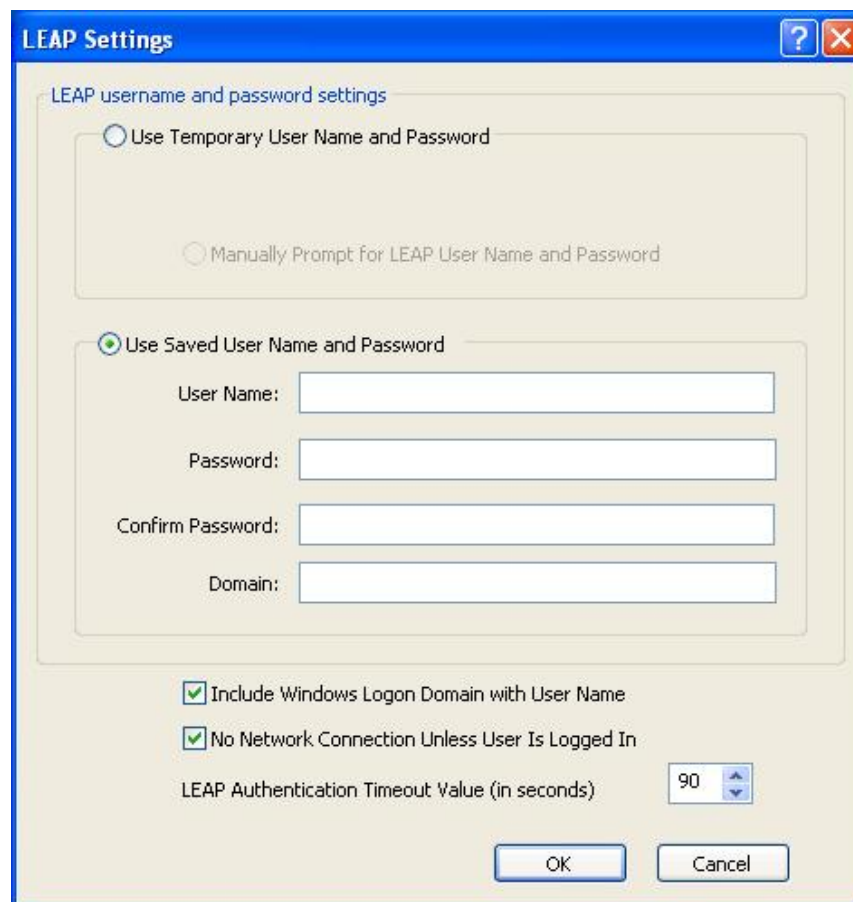 LEAP Settings
LEAP username and password settings
Use Temporary User Name and Password
Manually Prompt for LEAP User Name and Password
Use Saved User Name and Password
User Name:
Password:
Confirm Password:
Domain:
Include Windows Logon Domain with User Name
No Network Connection Unless User Is Logged In
LEAP Authentication Timeout Value (in seconds) 90
OK Cancel